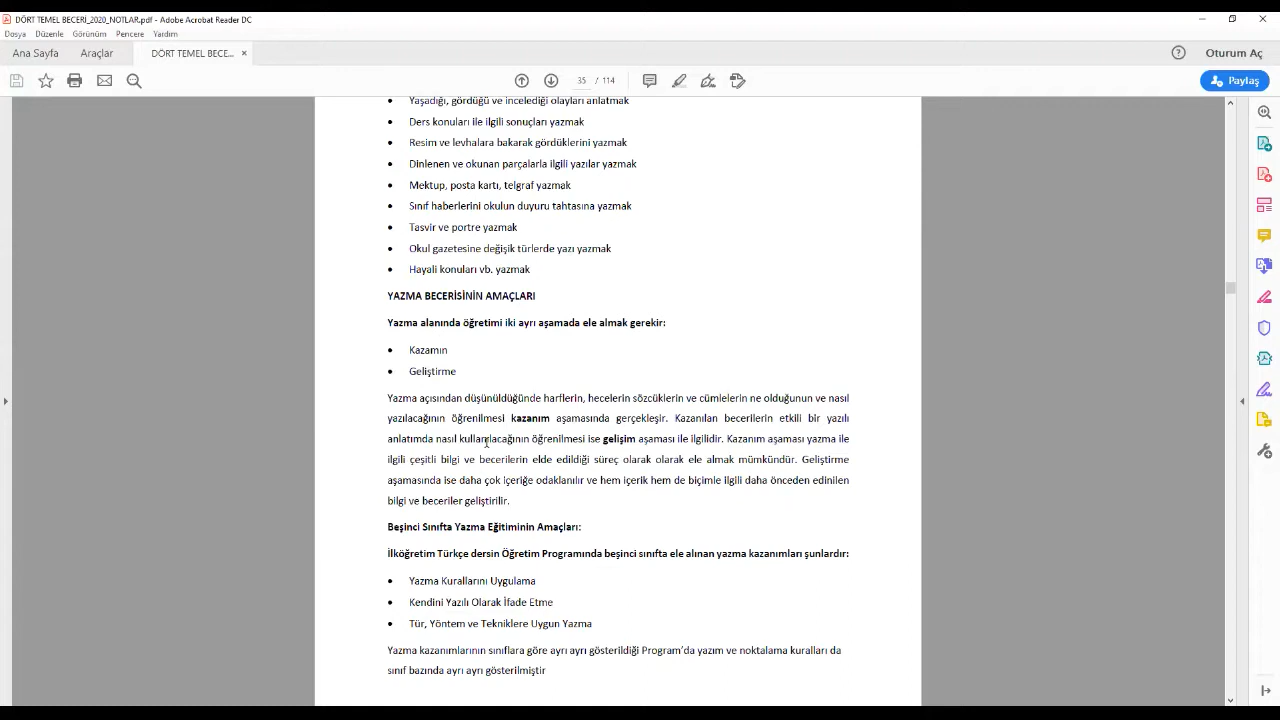 DÖRT TEMEL BECERİ_2020_NOTLAR.pdf - Adobe Acrobat Reader DC
Dosya Düzenle Görünüm Pencere Yardım
Ana Sayfa Araçlar DÖRT TEMEL BECE... × Oturum Aç
35 / 114 Paylaş
• Yaşadığı, gördüğü ve incelediği olayları anlatmak
• Ders konuları ile ilgili sonuçları yazmak
• Resim ve levhalara bakarak gördüklerini yazmak
• Dinlenen ve okunan parçalarla ilgili yazılar yazmak
• Mektup, posta kartı, telgraf yazmak
• Sınıf haberlerini okulun duyuru tahtasına yazmak
• Tasvir ve portre yazmak
• Okul gazetesine değişik türlerde yazı yazmak
• Hayali konuları vb. yazmak
YAZMA BECERİSİNİN AMAÇLARI
Yazma alanında öğretimi iki ayrı aşamada ele almak gerekir:
• Kazamın
• Geliştirme
Yazma açısından düşünüldüğünde harflerin, hecelerin sözcüklerin ve cümlelerin ne olduğunun ve nasıl
yazılacağının öğrenilmesi kazanım aşamasında gerçekleşir. Kazanılan becerilerin etkili bir yazılı
anlatımda nasıl kullanılacağının öğrenilmesi ise gelişim aşaması ile ilgilidir. Kazanım aşaması yazma ile
ilgili çeşitli bilgi ve becerilerin elde edildiği süreç olarak olarak ele almak mümkündür. Geliştirme
aşamasında ise daha çok içeriğe odaklanılır ve hem içerik hem de biçimle ilgili daha önceden edinilen
bilgi ve beceriler geliştirilir.
Beşinci Sınıfta Yazma Eğitiminin Amaçları:
İlköğretim Türkçe dersin Öğretim Programında beşinci sınıfta ele alınan yazma kazanımları şunlardır:
• Yazma Kurallarını Uygulama
• Kendini Yazılı Olarak İfade Etme
• Tür, Yöntem ve Tekniklere Uygun Yazma
Yazma kazanımlarının sınıflara göre ayrı ayrı gösterildiği Program’da yazım ve noktalama kuralları da
sınıf bazında ayrı ayrı gösterilmiştir